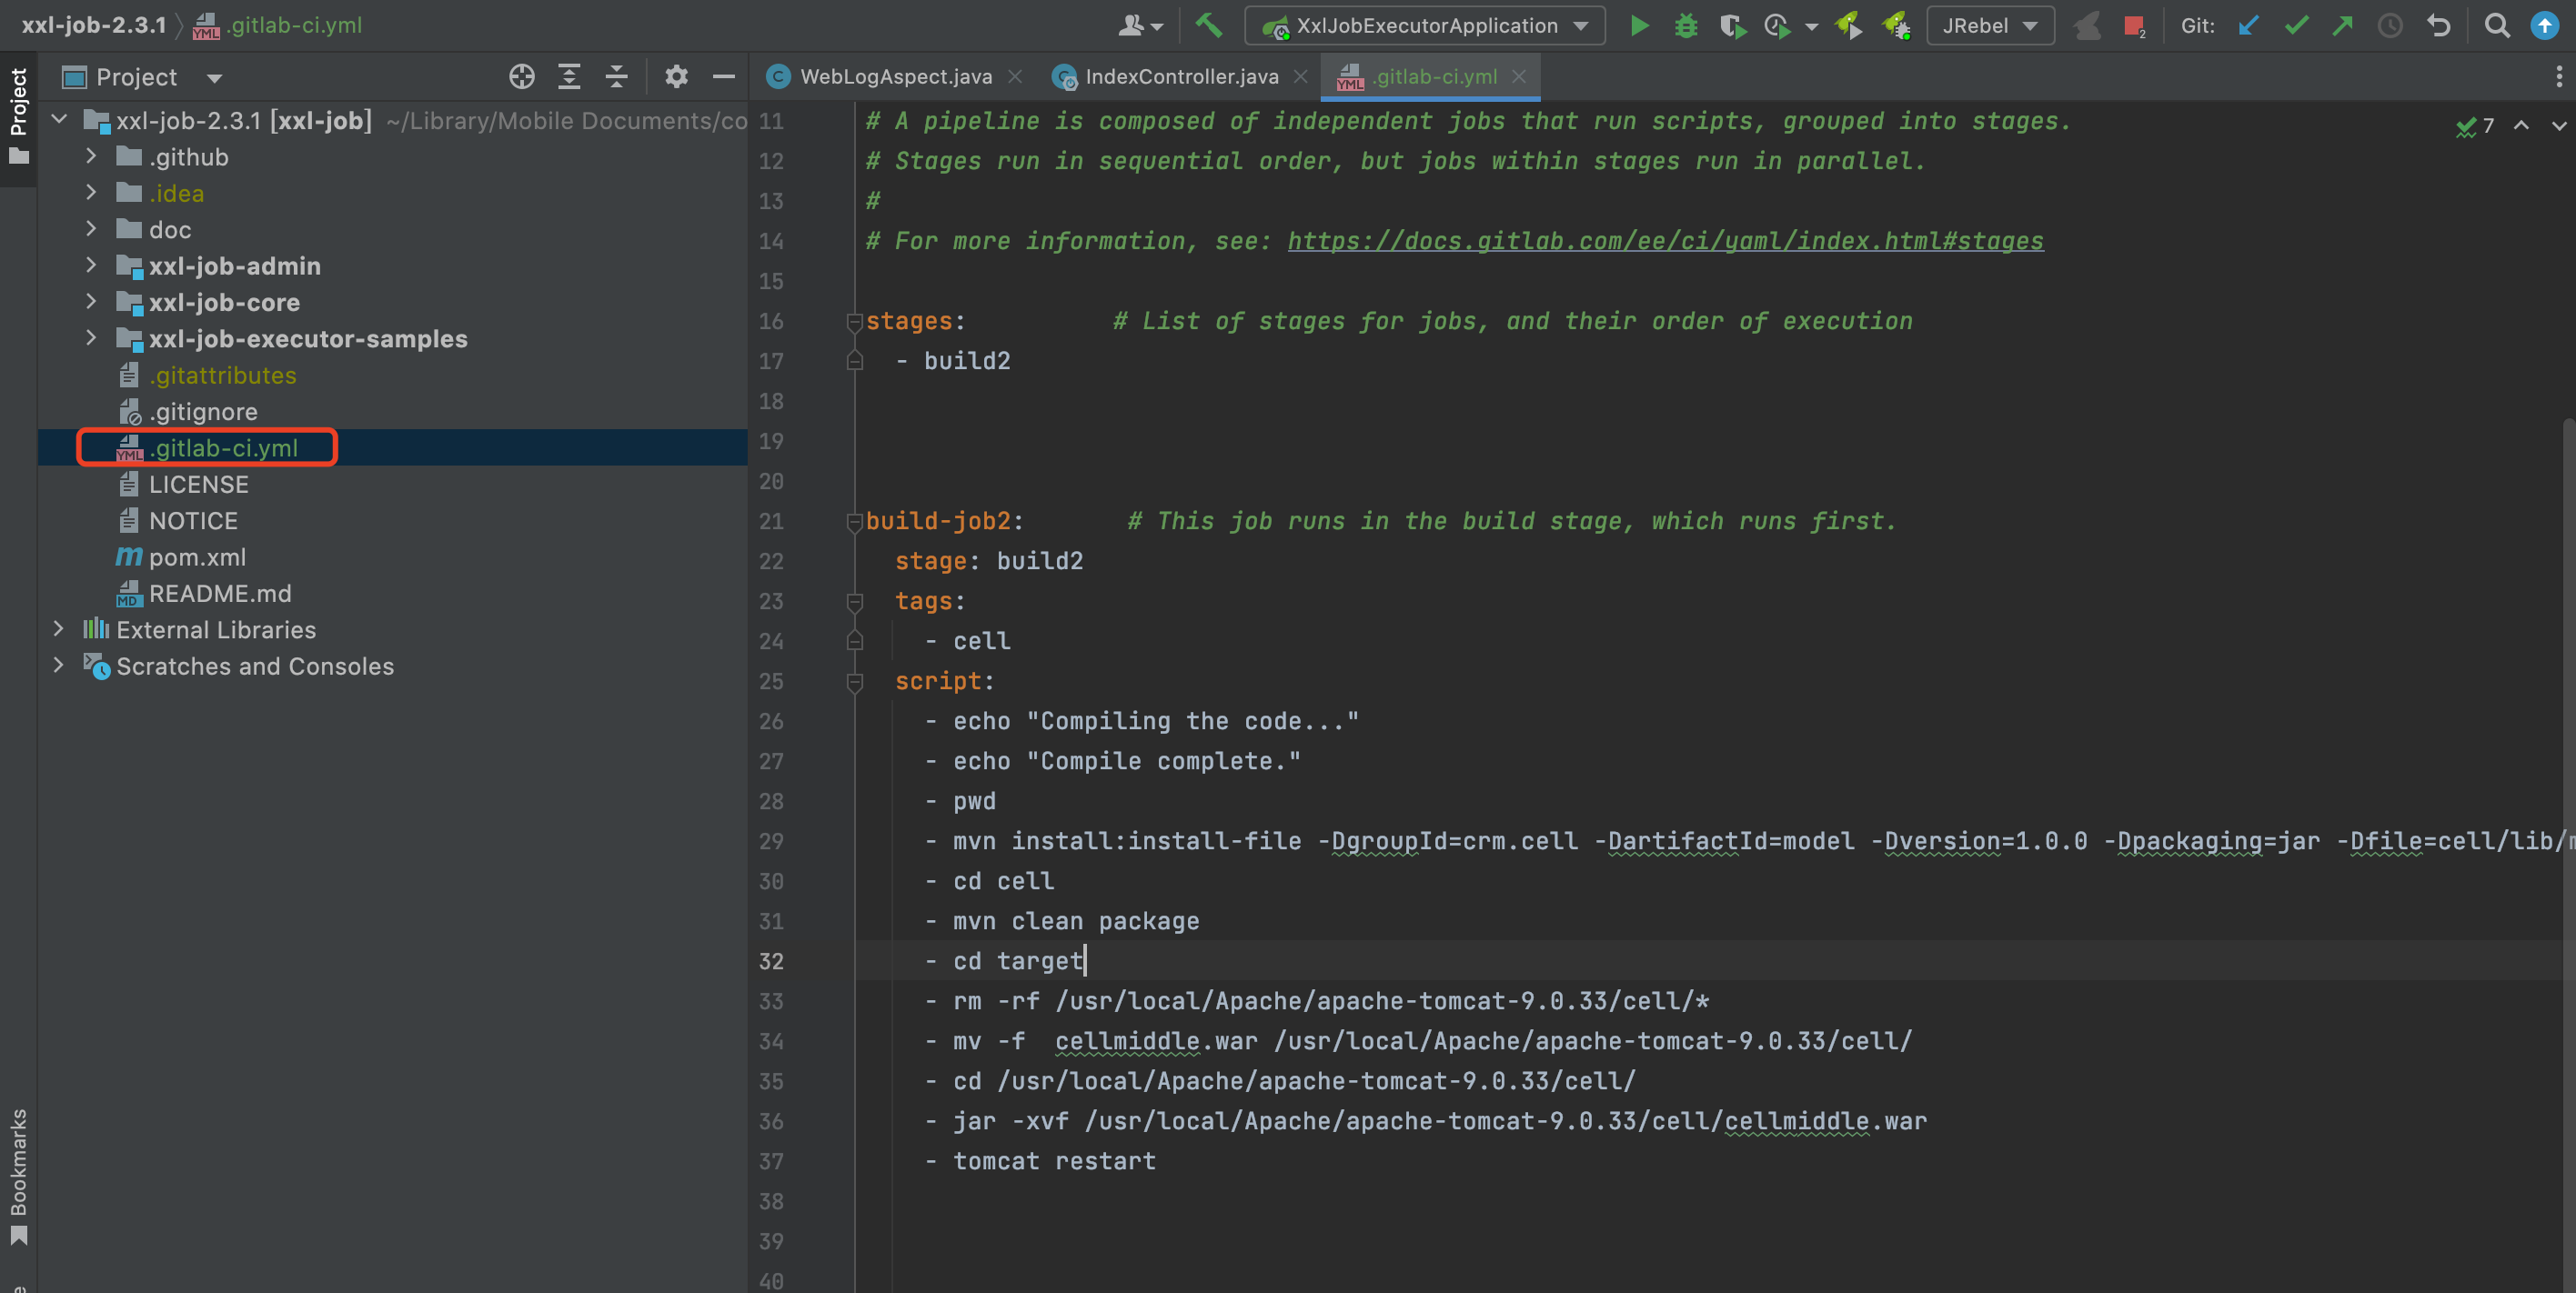 xxl-job-2.3.1 .gitlab-ci.yml
XxlJobExecutorApplication
JRebel
2
Git:
Project
Project
WebLogAspect.java
IndexController.java
.gitlab-ci.yml
xxl-job-2.3.1 [xxl-job] ~/Library/Mobile Documents/co
.github
.idea
doc
xxl-job-admin
xxl-job-core
xxl-job-executor-samples
.gitattributes
.gitignore
.gitlab-ci.yml
LICENSE
NOTICE
pom.xml
README.md
External Libraries
Scratches and Consoles
Bookmarks
7
11 # A pipeline is composed of independent jobs that run scripts, grouped into stages.
12 # Stages run in sequential order, but jobs within stages run in parallel.
13 #
14 # For more information, see: https://docs.gitlab.com/ee/ci/yaml/index.html#stages
15
16 stages:          # List of stages for jobs, and their order of execution
17   - build2
18
19
20
21 build-job2:       # This job runs in the build stage, which runs first.
22   stage: build2
23   tags:
24     - cell
25   script:
26     - echo "Compiling the code..."
27     - echo "Compile complete."
28     - pwd
29     - mvn install:install-file -DgroupId=crm.cell -DartifactId=model -Dversion=1.0.0 -Dpackaging=jar -Dfile=cell/lib/
30     - cd cell
31     - mvn clean package
32     - cd target
33     - rm -rf /usr/local/Apache/apache-tomcat-9.0.33/cell/*
34     - mv -f  cellmiddle.war /usr/local/Apache/apache-tomcat-9.0.33/cell/
35     - cd /usr/local/Apache/apache-tomcat-9.0.33/cell/
36     - jar -xvf /usr/local/Apache/apache-tomcat-9.0.33/cell/cellmiddle.war
37     - tomcat restart
38
39
40